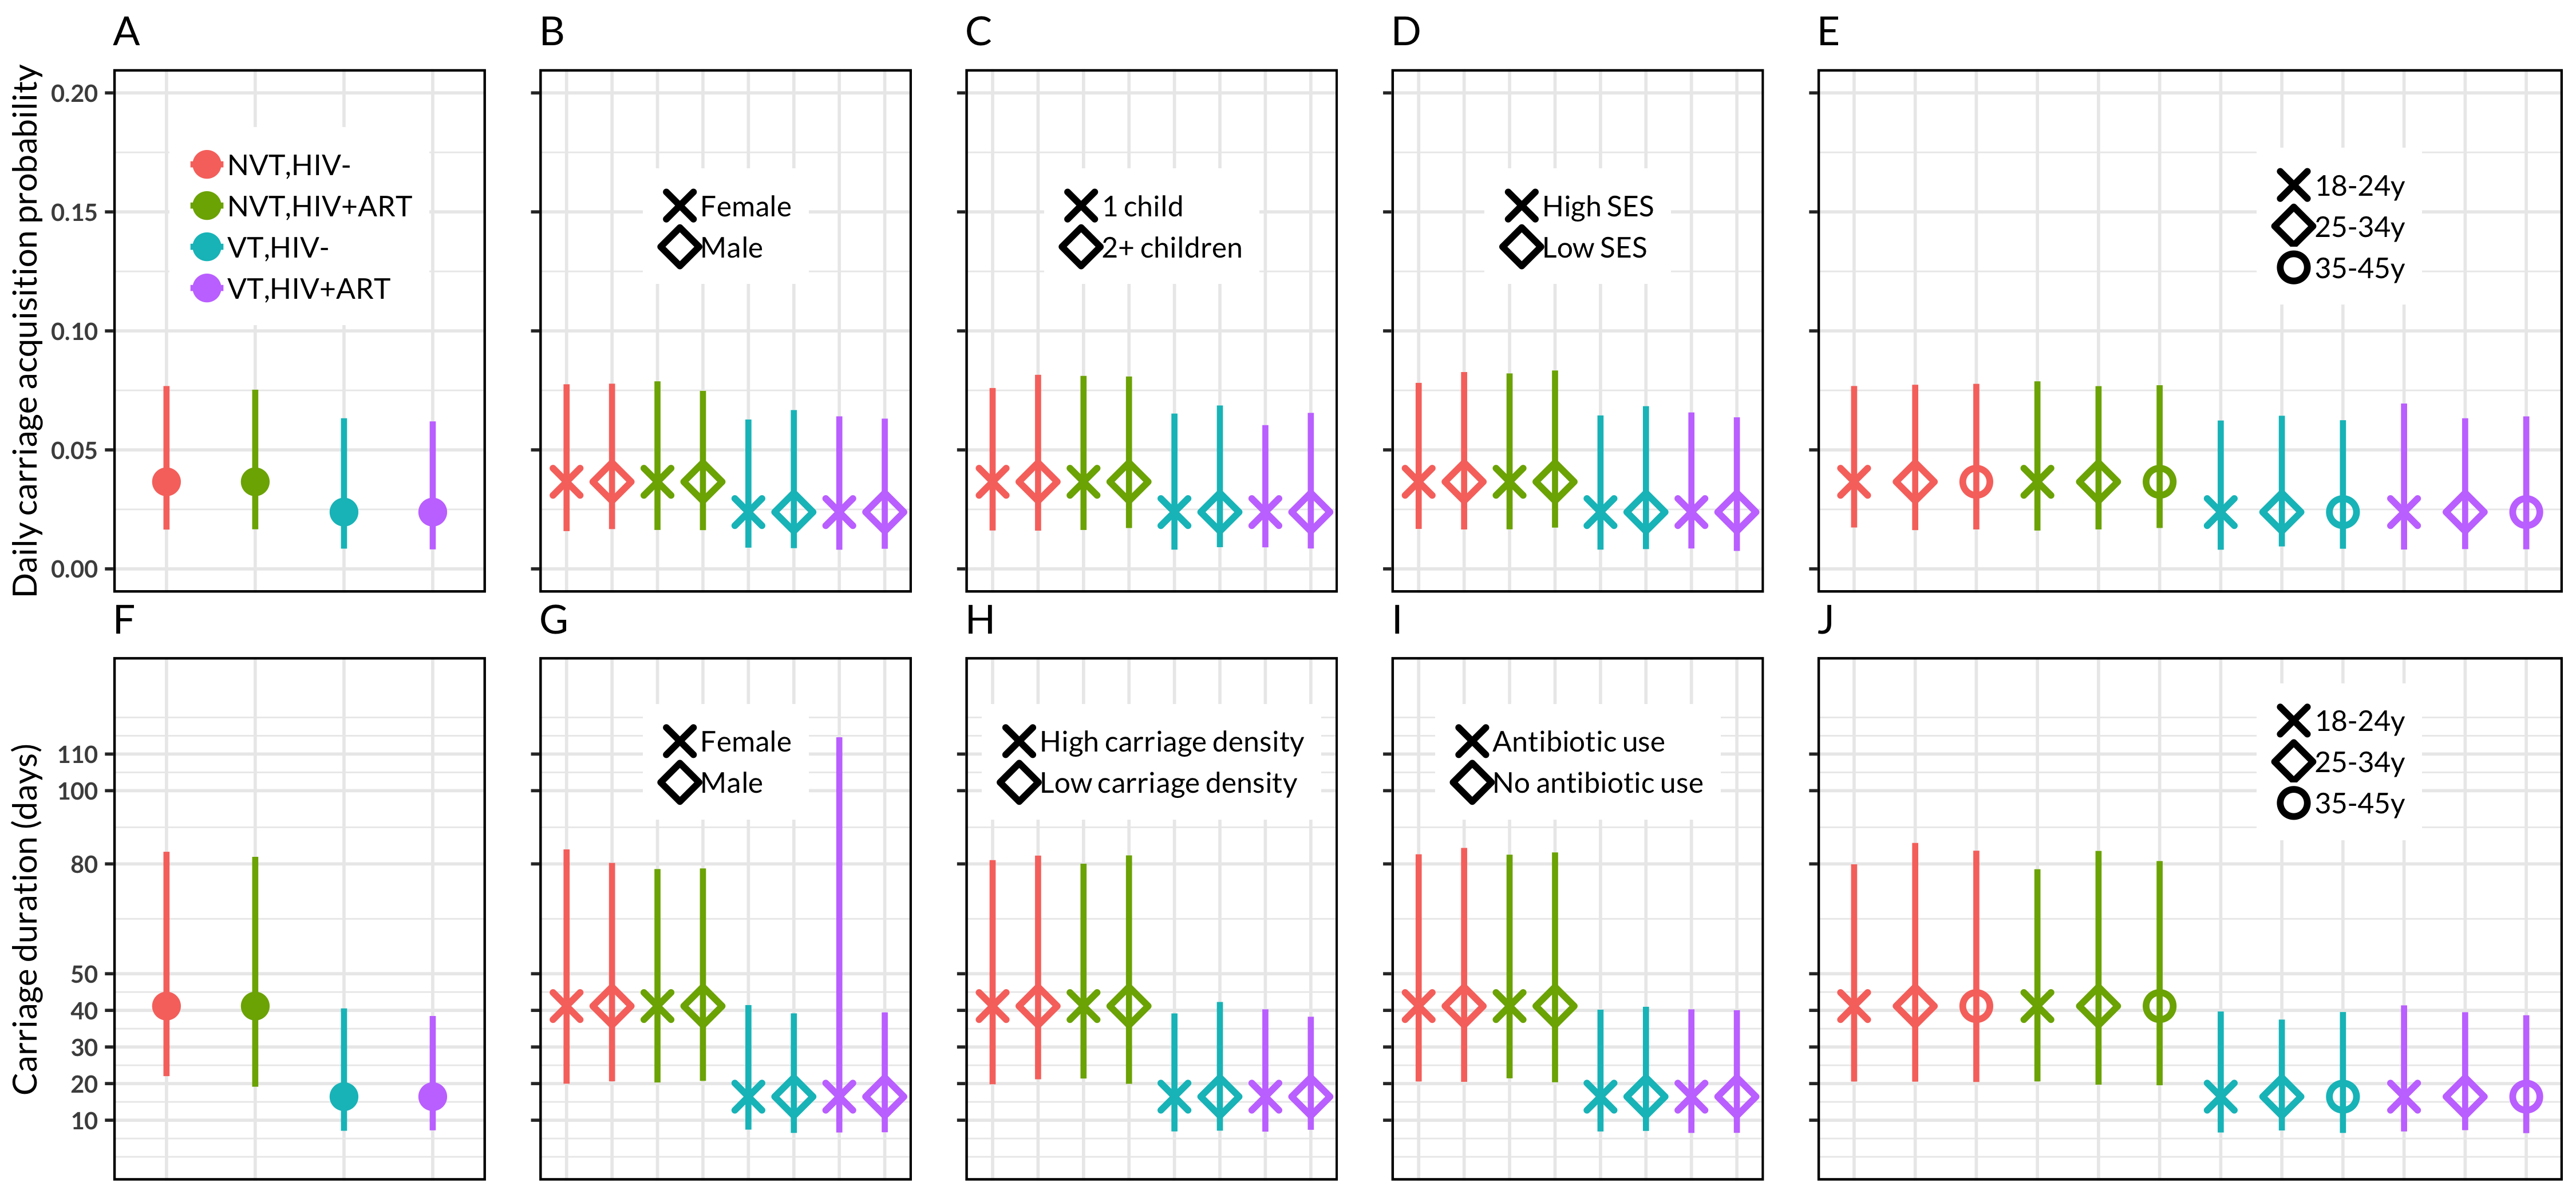 A
B
C
D
E
Daily carriage acquisition probability
0.20
0.15
0.10
0.05
0.00
NVT,HIV-
NVT,HIV+ART
VT,HIV-
VT,HIV+ART
Female
Male
1 child
2+ children
High SES
Low SES
18-24y
25-34y
35-45y
F
G
H
I
J
Carriage duration (days)
110
100
80
50
40
30
20
10
Female
Male
High carriage density
Low carriage density
Antibiotic use
No antibiotic use
18-24y
25-34y
35-45y